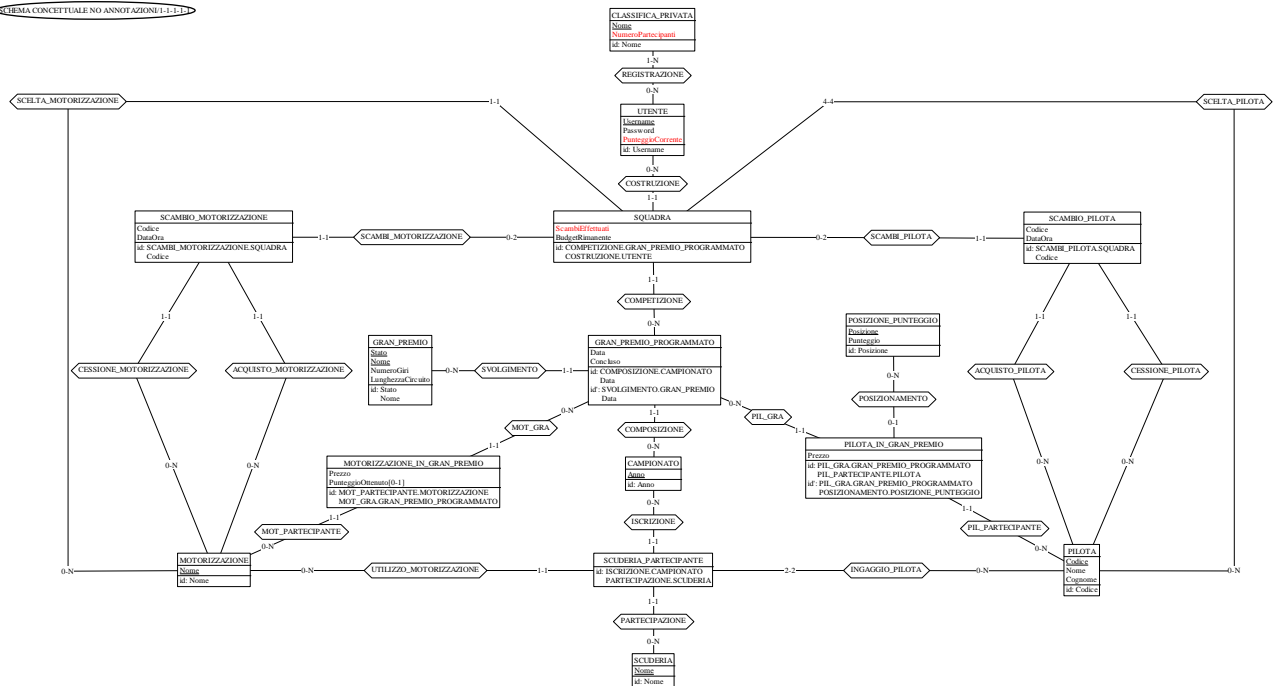 SCHEMA CONCETTUALE NO ANNOTAZIONI/1-1-1-1-1
CLASSIFICA_PRIVATA
Nome
NumeroPartecipanti
id: Nome
1-N
REGISTRAZIONE
0-N
SCELTA_MOTORIZZAZIONE
1-1
4-4
SCELTA_PILOTA
UTENTE
Username
Password
PunteggioCorrente
id: Username
0-N
COSTRUZIONE
1-1
SCAMBIO_MOTORIZZAZIONE
Codice
DataOra
id: SCAMBI_MOTORIZZAZIONE.SQUADRA
Codice
1-1
SCAMBI_MOTORIZZAZIONE
0-2
SQUADRA
ScambiEffettuati
BudgetRimanente
id: COMPETIZIONE.GRAN_PREMIO_PROGRAMMATO
COSTRUZIONE.UTENTE
0-2
SCAMBI_PILOTA
1-1
SCAMBIO_PILOTA
Codice
DataOra
id: SCAMBI_PILOTA.SQUADRA
Codice
1-1
COMPETIZIONE
0-N
1-1
1-1
1-1
1-1
GRAN_PREMIO
Stato
Nome
NumeroGiri
LunghezzaCircuito
id: Stato
Nome
0-N
SVOLGIMENTO
1-1
GRAN_PREMIO_PROGRAMMATO
Data
Concluso
id: COMPOSIZIONE.CAMPIONATO
Data
id': SVOLGIMENTO.GRAN_PREMIO
Data
POSIZIONE_PUNTEGGIO
Posizione
Punteggio
id: Posizione
0-N
POSIZIONAMENTO
0-1
CESSIONE_MOTORIZZAZIONE
ACQUISTO_MOTORIZZAZIONE
ACQUISTO_PILOTA
CESSIONE_PILOTA
0-N
MOT_GRA
1-1
1-1
COMPOSIZIONE
0-N
0-N
PIL_GRA
1-1
MOTORIZZAZIONE_IN_GRAN_PREMIO
Prezzo
PunteggioOttenuto[0-1]
id: MOT_PARTECIPANTE.MOTORIZZAZIONE
MOT_GRA.GRAN_PREMIO_PROGRAMMATO
CAMPIONATO
Anno
id: Anno
PILOTA_IN_GRAN_PREMIO
Prezzo
id: PIL_GRA.GRAN_PREMIO_PROGRAMMATO
PIL_PARTECIPANTE.PILOTA
id': PIL_GRA.GRAN_PREMIO_PROGRAMMATO
POSIZIONAMENTO.POSIZIONE_PUNTEGGIO
0-N
0-N
0-N
0-N
1-1
MOT_PARTECIPANTE
0-N
0-N
ISCRIZIONE
1-1
1-1
PIL_PARTECIPANTE
0-N
0-N
MOTORIZZAZIONE
Nome
id: Nome
0-N
UTILIZZO_MOTORIZZAZIONE
1-1
SCUDERIA_PARTECIPANTE
id: ISCRIZIONE.CAMPIONATO
PARTECIPAZIONE.SCUDERIA
2-2
INGAGGIO_PILOTA
0-N
PILOTA
Codice
Nome
Cognome
id: Codice
0-N
1-1
PARTECIPAZIONE
0-N
SCUDERIA
Nome
id: Nome